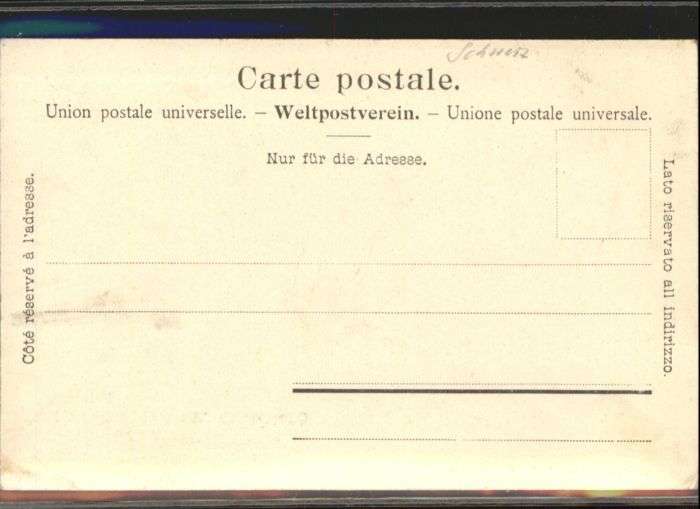 Schweiz
Carte postale.
Union postale universelle. – Weltpostverein. – Unione postale universale.
Nur für die Adresse.
Côté réservé à l'adresse.
Lato riservato all indirizzo.